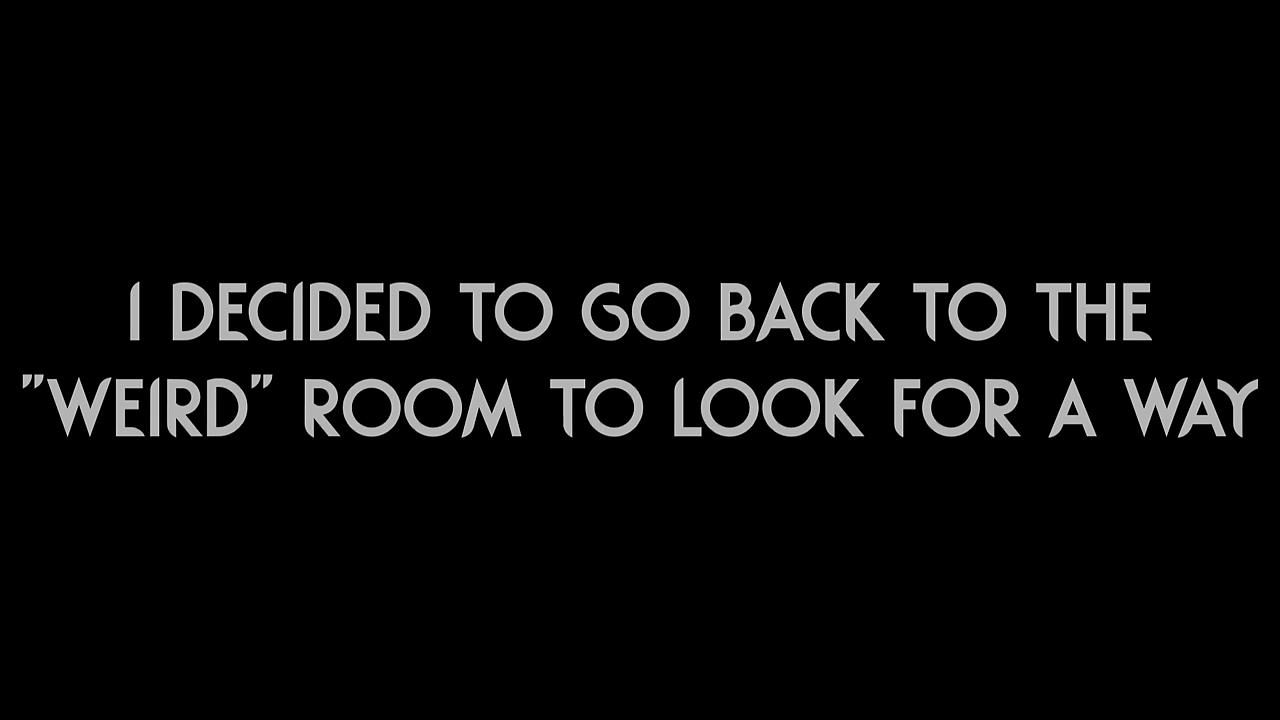 I DECIDED TO GO BACK TO THE
"WEIRD" ROOM TO LOOK FOR A WAY